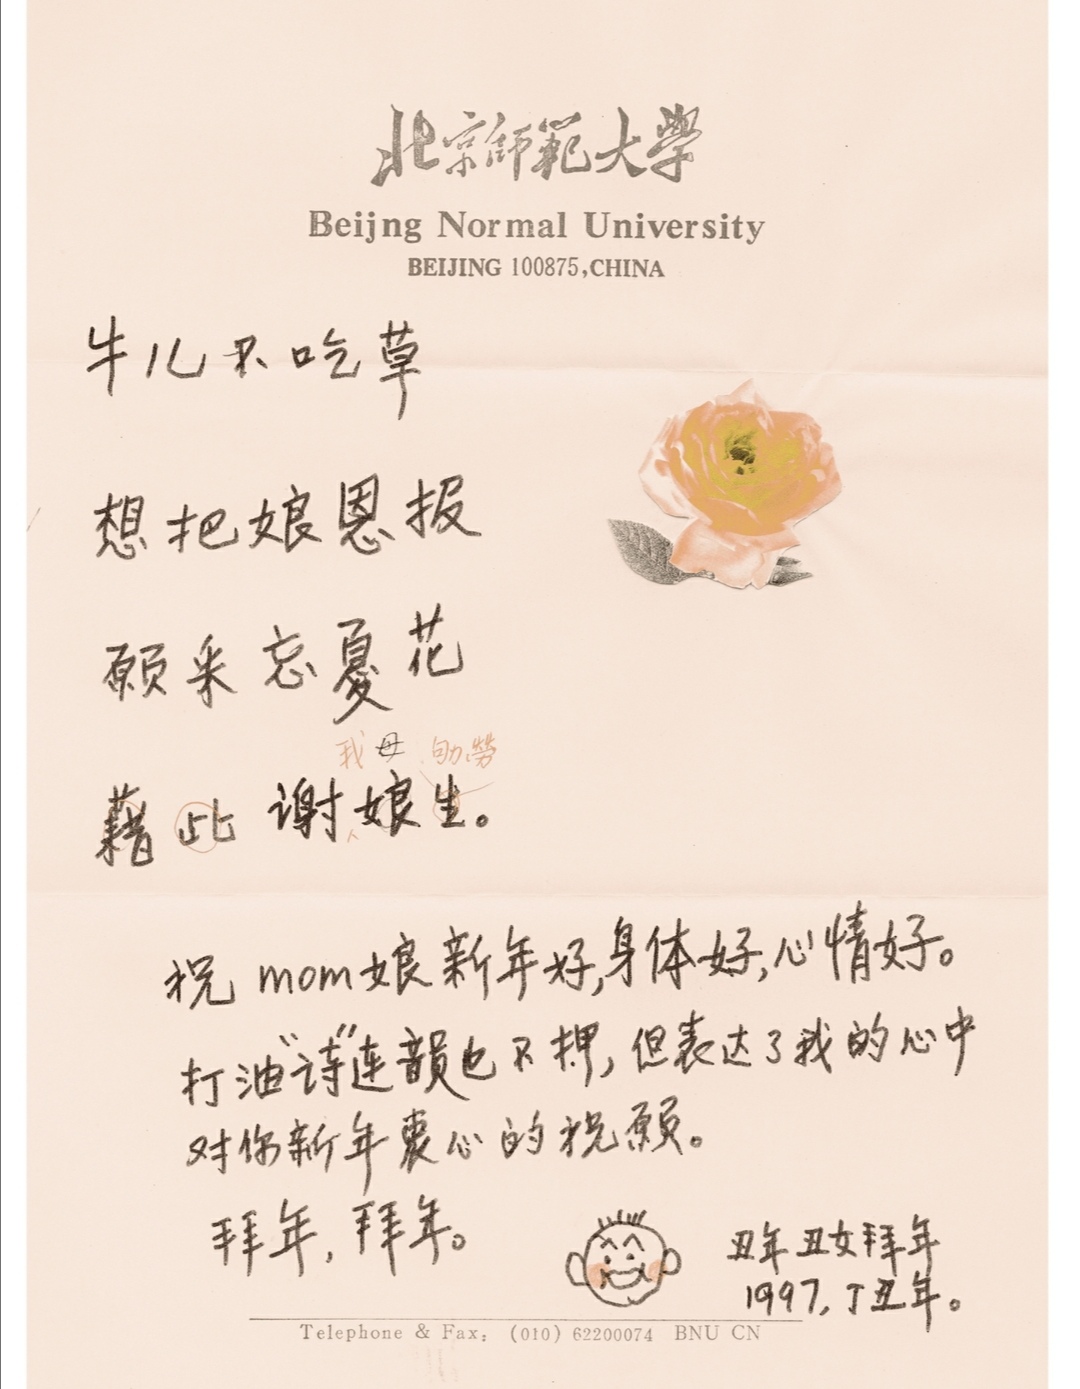 北京師範大學
Beijng Normal University
BEIJING 100875,CHINA
牛儿不吃草
想把娘恩报
愿采忘憂花
我母 劬勞
藉此谢娘生。
祝 mom娘新年好,身体好,心情好。
打油"诗"连韻也不押,但表达了我的心中
对你新年衷心的祝愿。
拜年,拜年。
丑年丑女拜年
1997,丁丑年。
Telephone & Fax: (010) 62200074 BNU CN